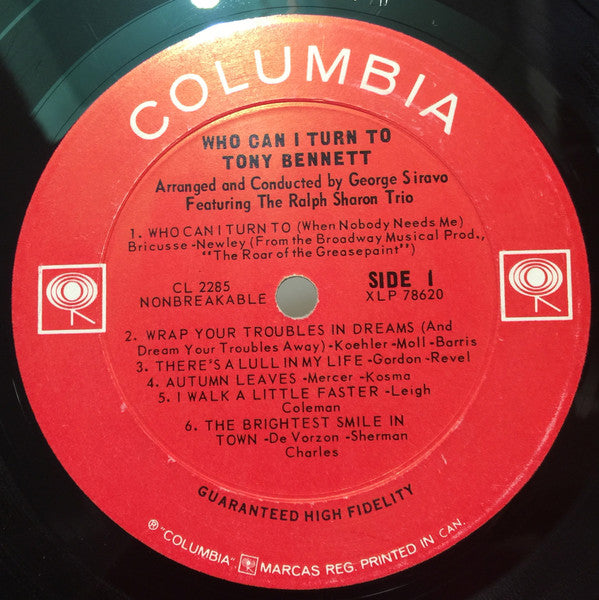 COLUMBIA
WHO CAN I TURN TO
TONY BENNETT
Arranged and Conducted by George Siravo
Featuring The Ralph Sharon Trio
1. WHO CAN I TURN TO (When Nobody Needs Me)
Bricusse -Newley (From the Broadway Musical Prod.,
"The Roar of the Greasepaint")
CL 2285
NONBREAKABLE
SIDE 1
XLP 78620
2. WRAP YOUR TROUBLES IN DREAMS (And
Dream Your Troubles Away) -Koehler -Moll -Barris
3. THERE'S A LULL IN MY LIFE -Gordon -Revel
4. AUTUMN LEAVES -Mercer -Kosma
5. I WALK A LITTLE FASTER -Leigh
Coleman
6. THE BRIGHTEST SMILE IN
TOWN -De Vorzon -Sherman
Charles
GUARANTEED HIGH FIDELITY
® "COLUMBIA" MARCAS REG. PRINTED IN CAN.